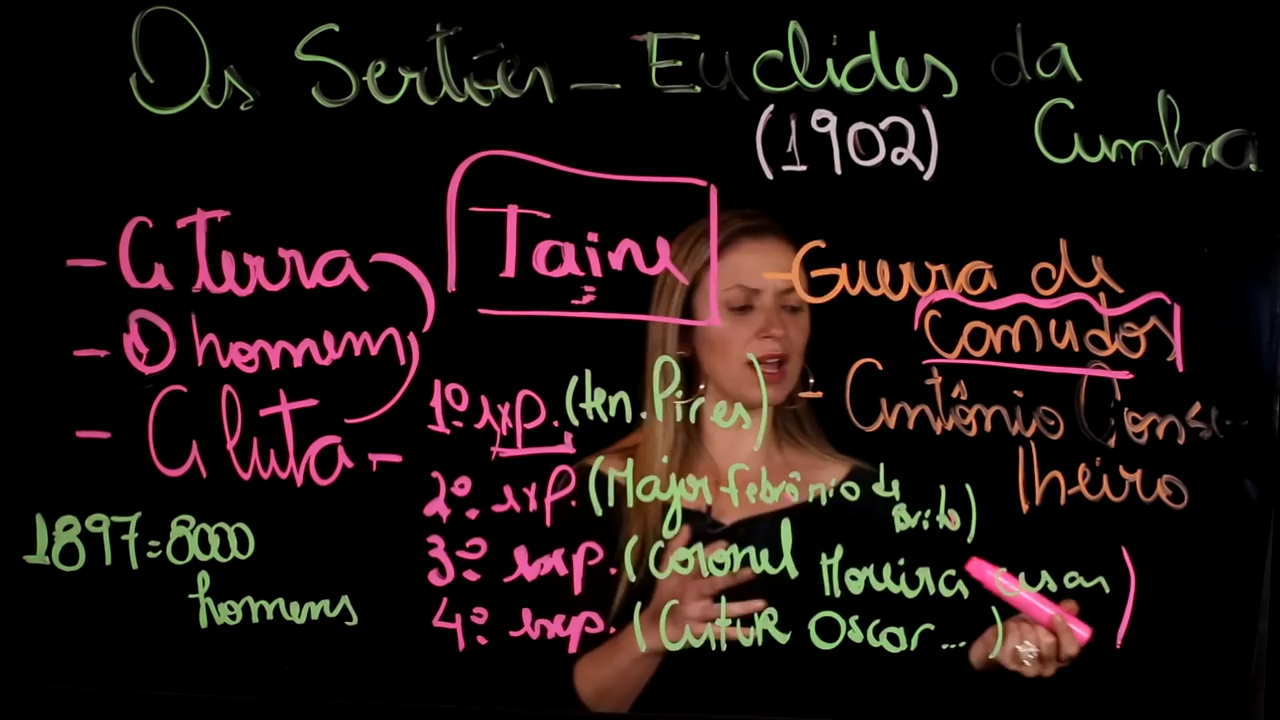 Os Sertões - Euclides da Cunha
(1902)
- A Terra
- O homem
- A luta -
Taine
- Guerra de
canudos
- Antônio Conse...
lheiro
1º exp. (ten. Pires)
2º exp. (Major Febrônio de Brito)
3º exp. (Coronel Moreira cesar)
4º exp. (Artur Oscar...)
1897 = 8000
homens